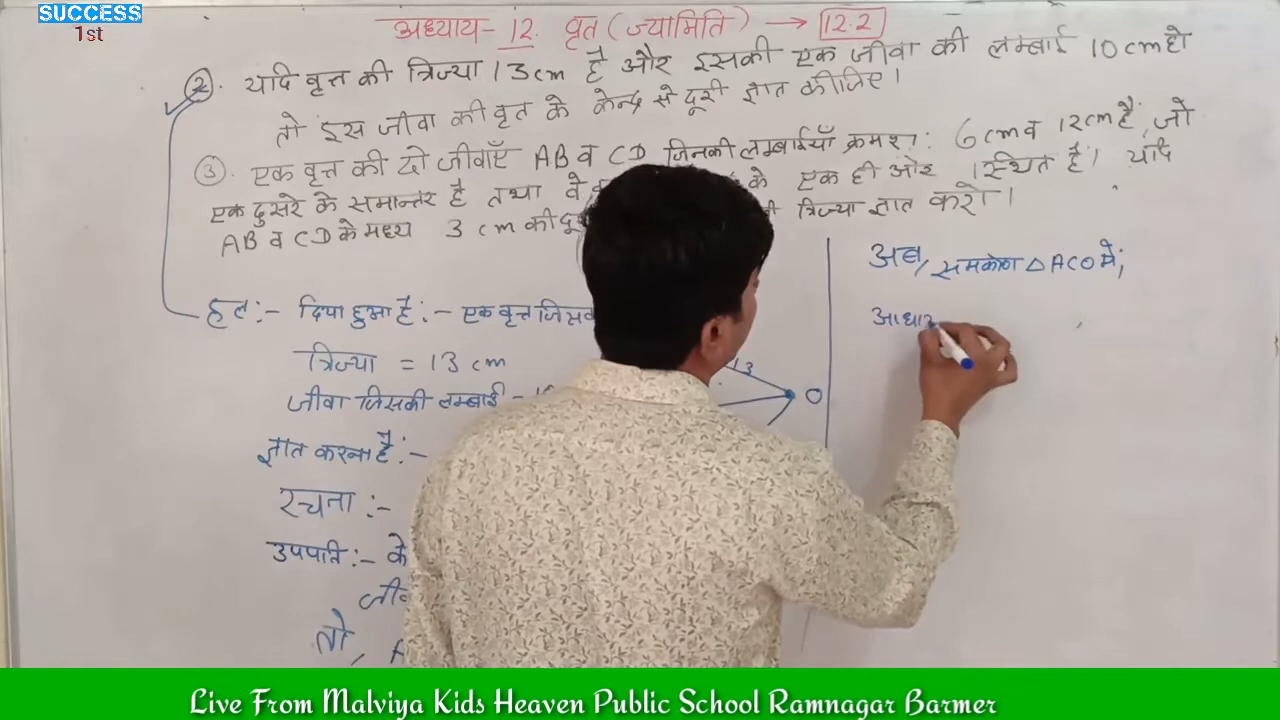 SUCCESS
1st
अध्याय- 12. वृत (ज्यामिति) → 12.2
2. यदि वृत्त की त्रिज्या 13 cm है और इसकी एक जीवा की लम्बाई 10 cm हो
तो इस जीवा की वृत के केन्द्र से दूरी ज्ञात कीजिए।
3. एक वृत्त की दो जीवाएँ AB व CD जिनकी लम्बाईयाँ क्रमश: 6 cm व 12 cm है, जो
एक दुसरे के समान्तर है तथा वे के एक ही ओर स्थित है। यदि
AB व CD के मध्य 3 cm की त्रिज्या ज्ञात करो।
हल :- दिया हुआ है :- एक वृत्त
त्रिज्या = 13 cm
जीवा जिसकी लम्बाई -
ज्ञात करना है :-
रचना :-
उपपति :-
तो,
13
O
अब, समकोण △ ACO में;
आधार
Live From Malviya Kids Heaven Public School Ramnagar Barmer